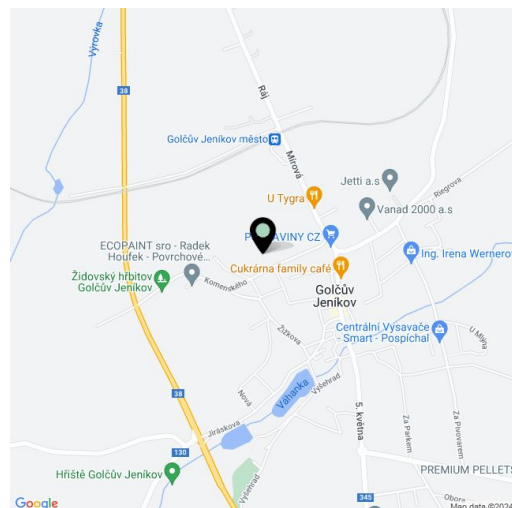 Výrovka
38
Ráj
Golčův Jeníkov město
Mírová
Jetti a.s
Riegrova
U Tygra
Vanad 2000 a.s
P
AVINY CZ
ECOPAINT sro - Radek
Houfek - Povrchové...
Ing. Irena Wernerov
Cukrárna family café
Židovský hřbitov
Golčův Jeníkov
Komenského
Golčův
Jeníkov
Žižkova
Centrální Vysavače
- Smart - Pospíchal
U Mlýna
Váhanka
Vyšehrad
Nová
38
5. května
Jiráskova
Za Parkem
Za Pivovarem
130
Hřiště Golčův Jeníkov
PREMIUM PELLETS
Vyšehrad
345
Obora
Google
Map data ©2024